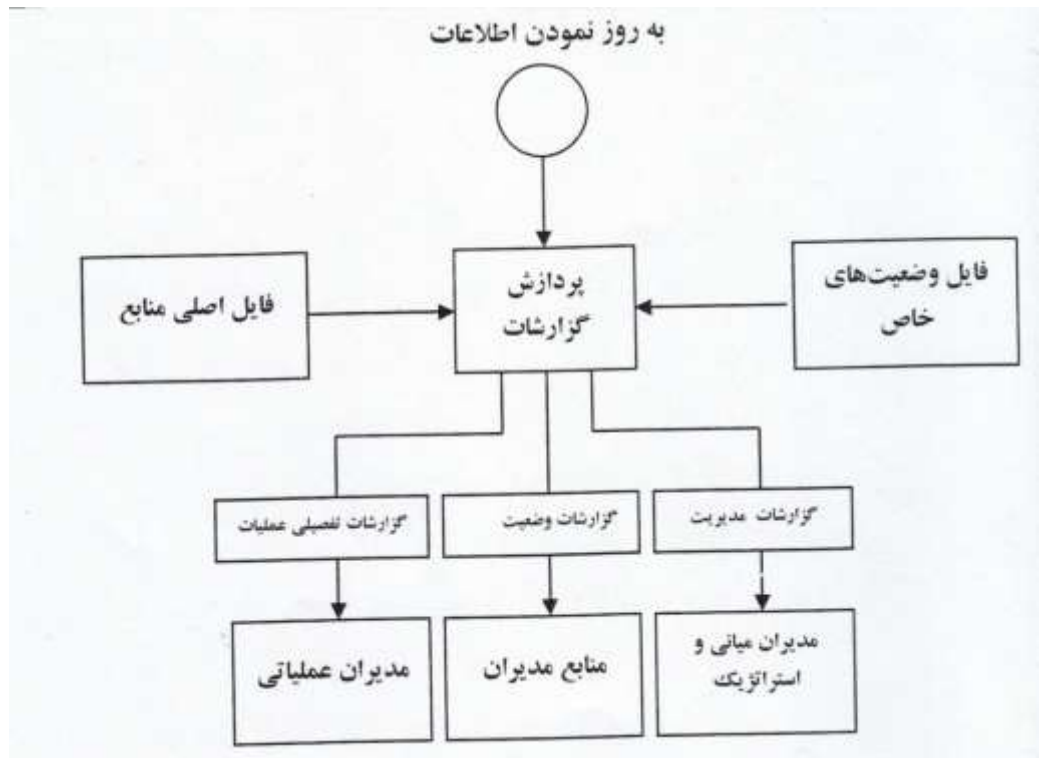 به روز نمودن اطلاعات
فایل وضعیت‌های
خاص
پردازش
گزارشات
فایل اصلی منابع
گزارشات مدیریت
گزارشات وضعیت
گزارشات تفصیلی عملیات
مدیران میانی و
استراتژیک
منابع مدیران
مدیران عملیاتی